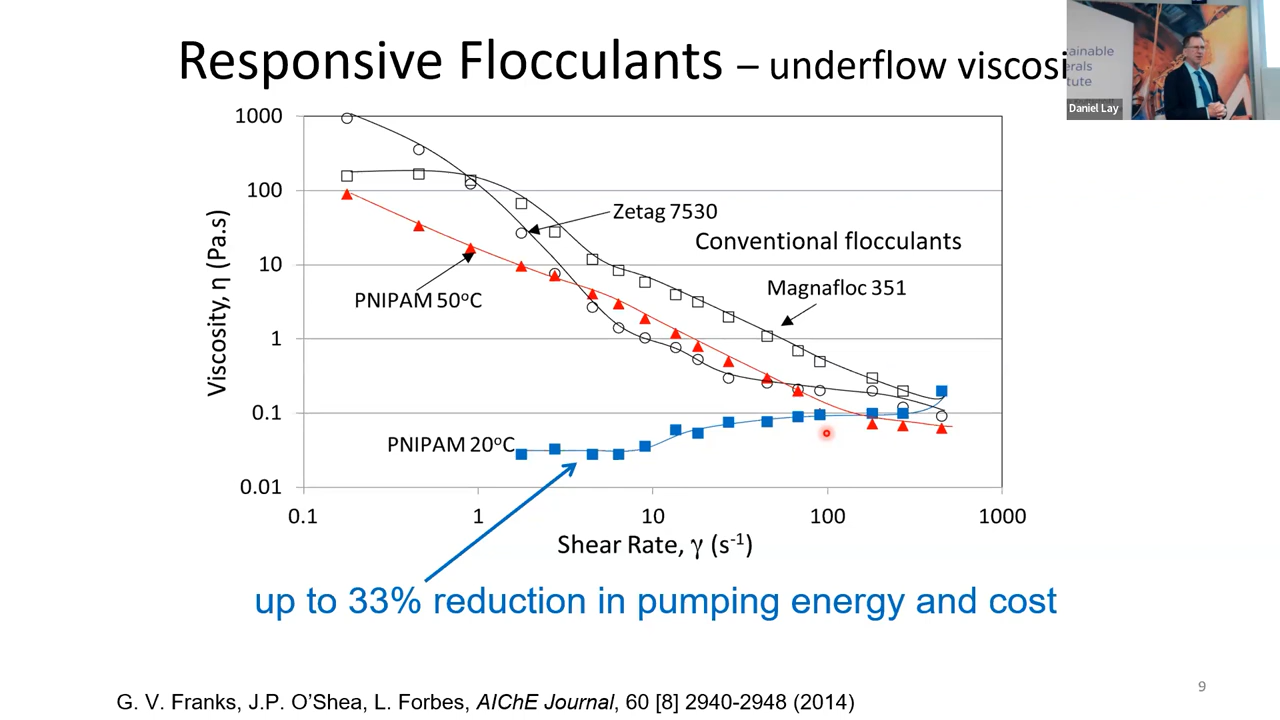 Responsive Flocculants – underflow viscosi
ainable
erals
tute
Daniel Lay
1000
100
10
1
0.1
0.01
Viscosity, η (Pa.s)
Zetag 7530
Conventional flocculants
Magnafloc 351
PNIPAM 50°C
PNIPAM 20°C
0.1 1 10 100 1000
Shear Rate, γ (s-1)
up to 33% reduction in pumping energy and cost
G. V. Franks, J.P. O'Shea, L. Forbes, AIChE Journal, 60 [8] 2940-2948 (2014)
9